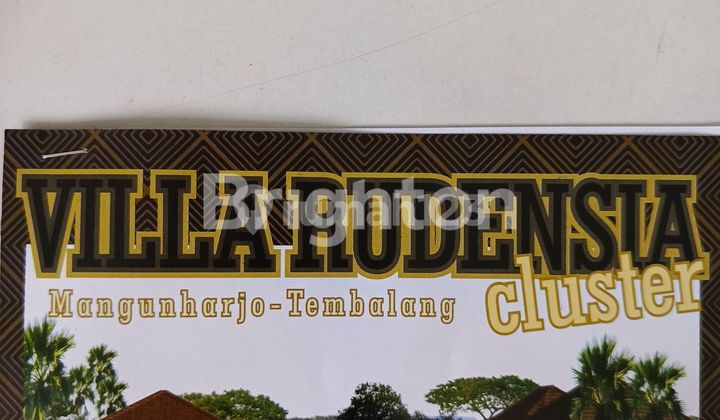 VILLA RUDENSIA
cluster
Mangunharjo-Tembalang
Brighton